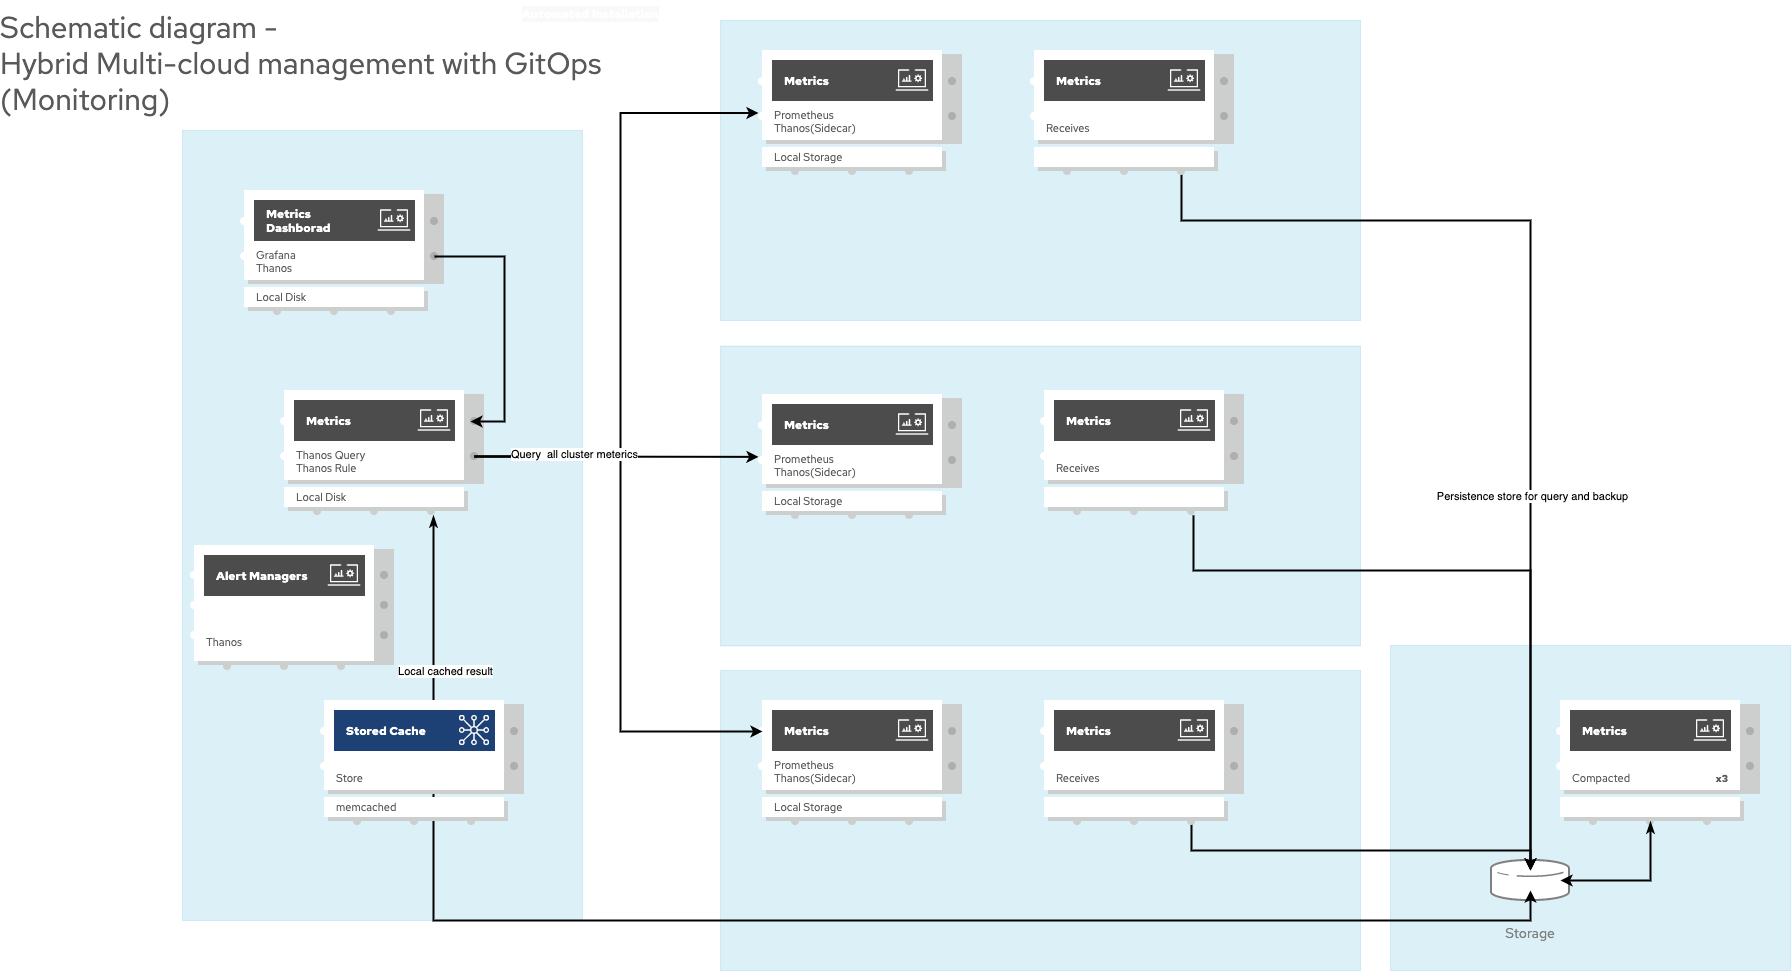 Automated Installation
Schematic diagram -
Hybrid Multi-cloud management with GitOps
(Monitoring)
Metrics
Dashborad
Grafana
Thanos
Local Disk
Metrics
Thanos Query
Thanos Rule
Local Disk
Query  all cluster meterics
Alert Managers
Thanos
Local cached result
Stored Cache
Store
memcached
Metrics
Prometheus
Thanos(Sidecar)
Local Storage
Metrics
Receives
Metrics
Prometheus
Thanos(Sidecar)
Local Storage
Metrics
Receives
Metrics
Prometheus
Thanos(Sidecar)
Local Storage
Metrics
Receives
Persistence store for query and backup
Metrics
Compacted x3
Storage